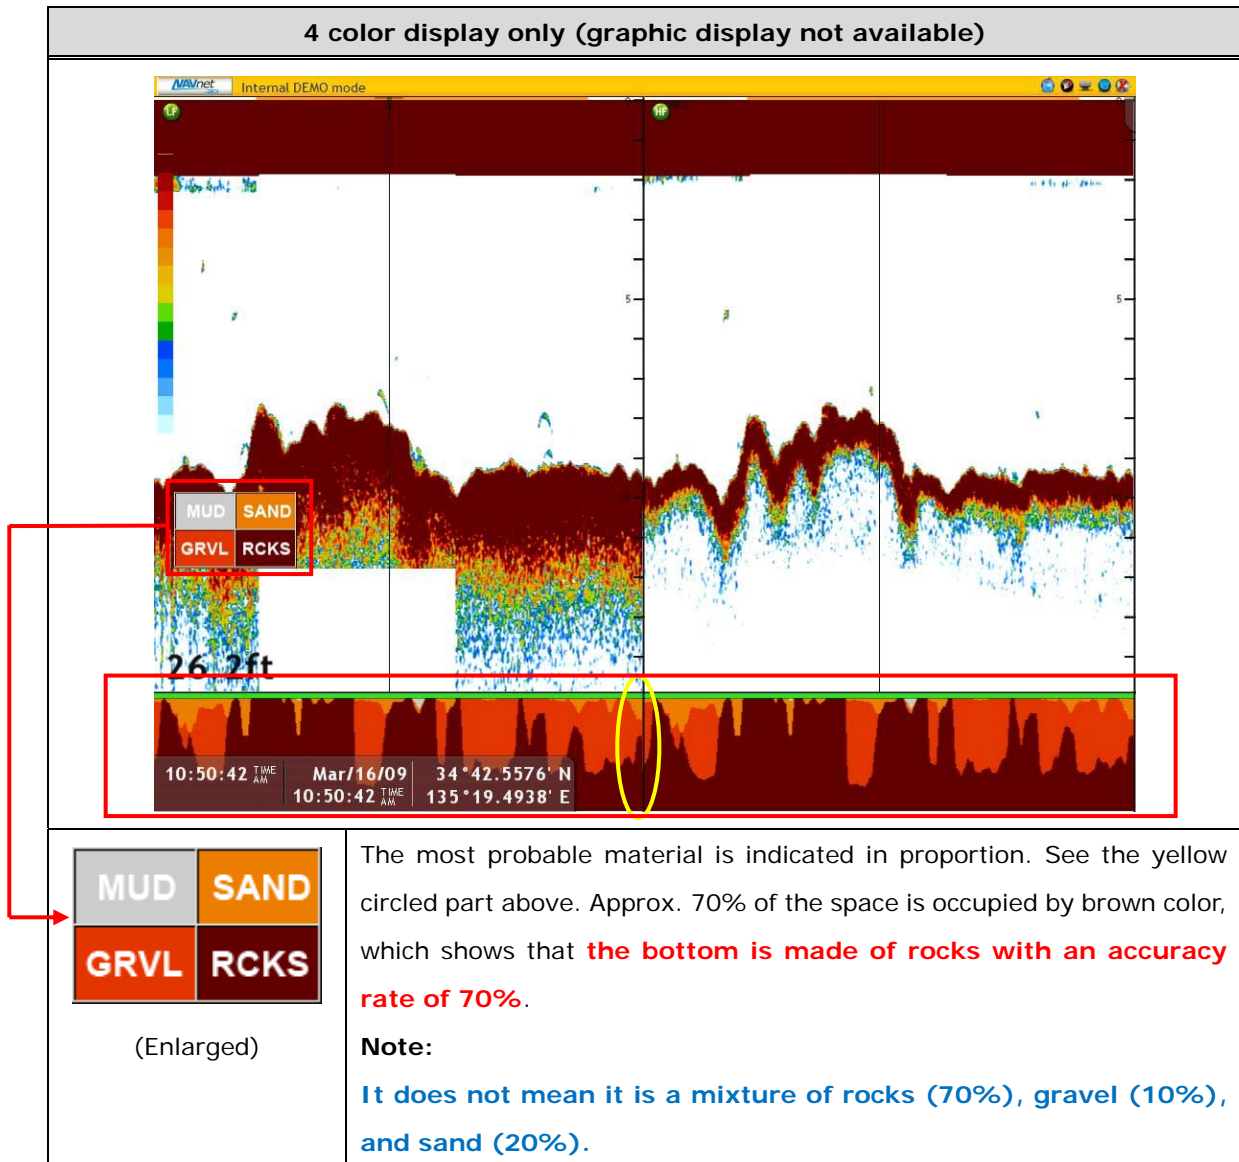 4 color display only (graphic display not available)
NAVnet Internal DEMO mode
LF
HF
5
5
10
MUD SAND
GRVL RCKS
26.2ft
10:50:42 TIME AM Mar/16/09 34°42.5576' N
10:50:42 TIME AM 135°19.4938' E
MUD SAND
GRVL RCKS
(Enlarged)
The most probable material is indicated in proportion. See the yellow
circled part above. Approx. 70% of the space is occupied by brown color,
which shows that the bottom is made of rocks with an accuracy
rate of 70%.
Note:
It does not mean it is a mixture of rocks (70%), gravel (10%),
and sand (20%).